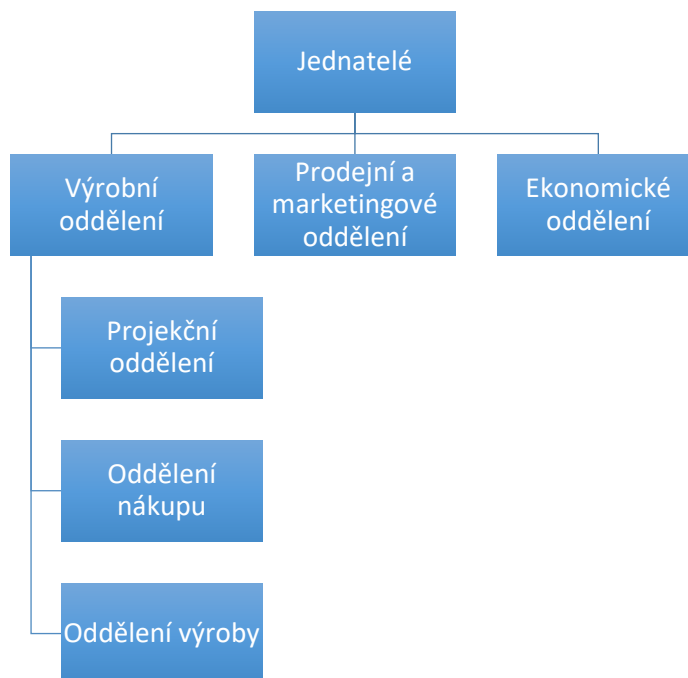 Jednatelé
Výrobní
oddělení
Prodejní a
marketingové
oddělení
Ekonomické
oddělení
Projekční
oddělení
Oddělení
nákupu
Oddělení výroby